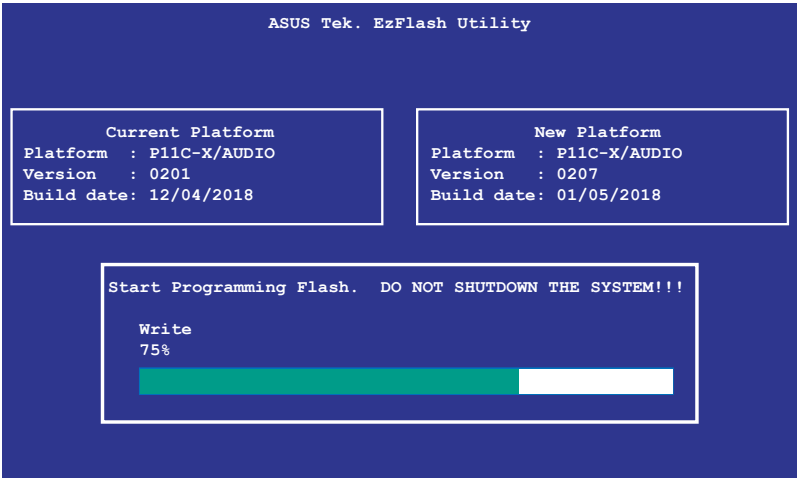 ASUS Tek. EzFlash Utility
Current Platform
Platform : P11C-X/AUDIO
Version : 0201
Build date: 12/04/2018
New Platform
Platform : P11C-X/AUDIO
Version : 0207
Build date: 01/05/2018
Start Programming Flash. DO NOT SHUTDOWN THE SYSTEM!!!
Write
75%